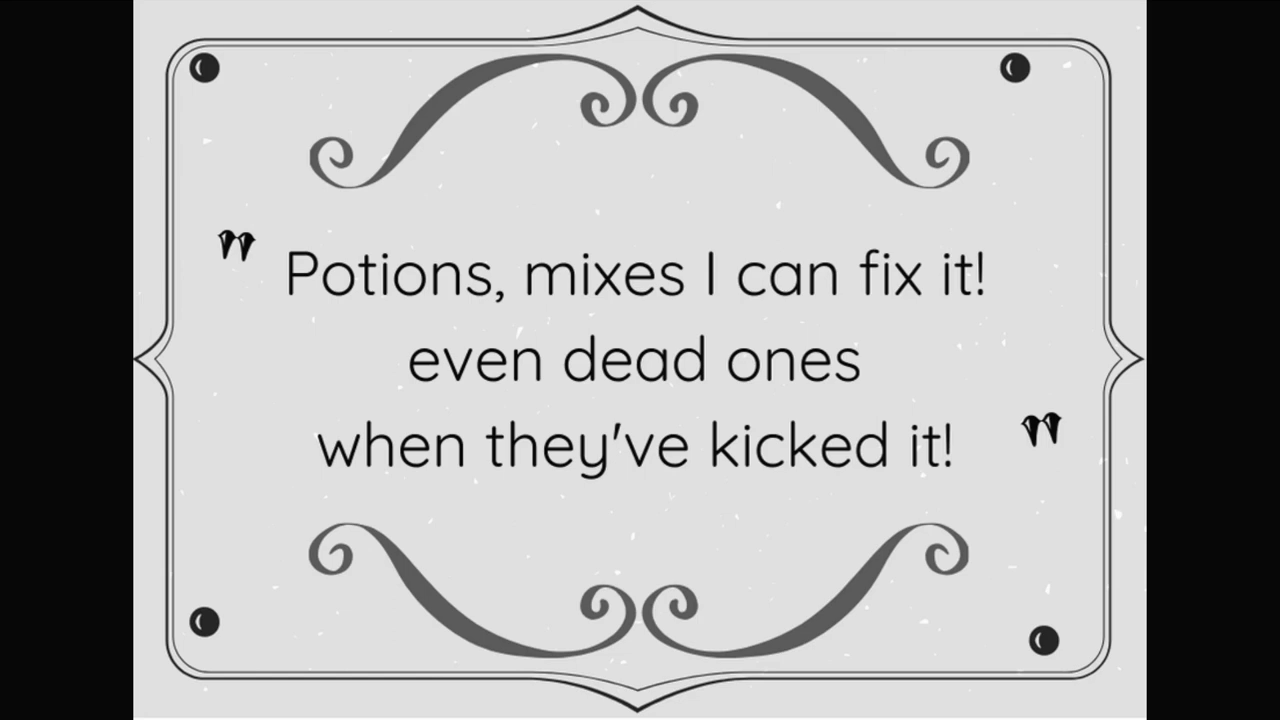 " Potions, mixes I can fix it!
even dead ones
when they've kicked it! "